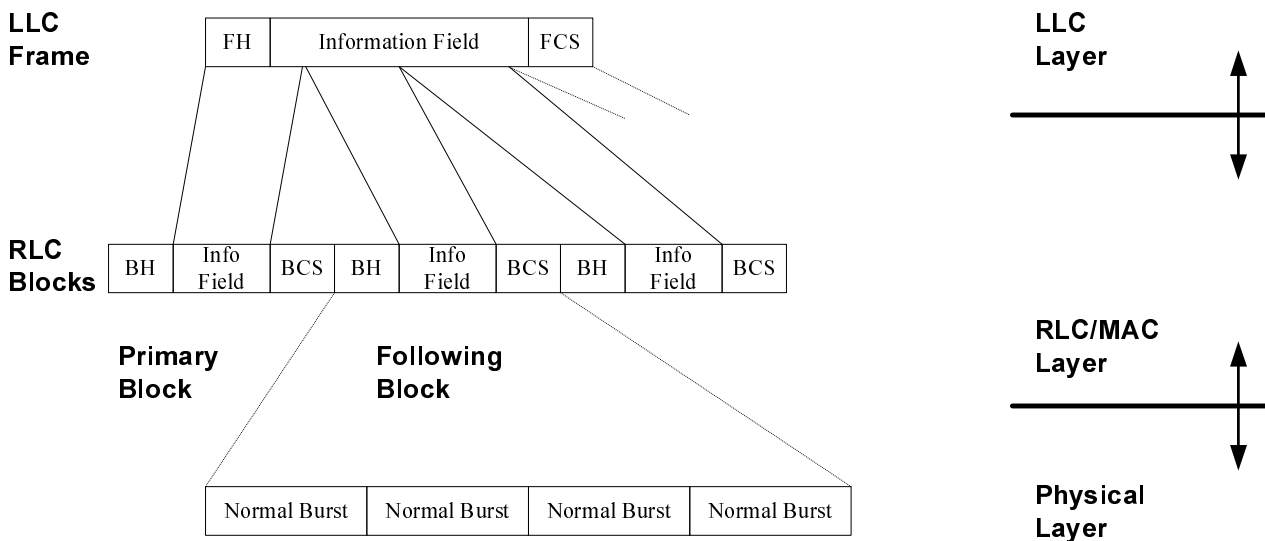 LLC
Frame
FH
Information Field
FCS
LLC
Layer
RLC
Blocks
BH
Info
Field
BCS
BH
Info
Field
BCS
BH
Info
Field
BCS
Primary
Block
Following
Block
RLC/MAC
Layer
Normal Burst
Normal Burst
Normal Burst
Normal Burst
Physical
Layer